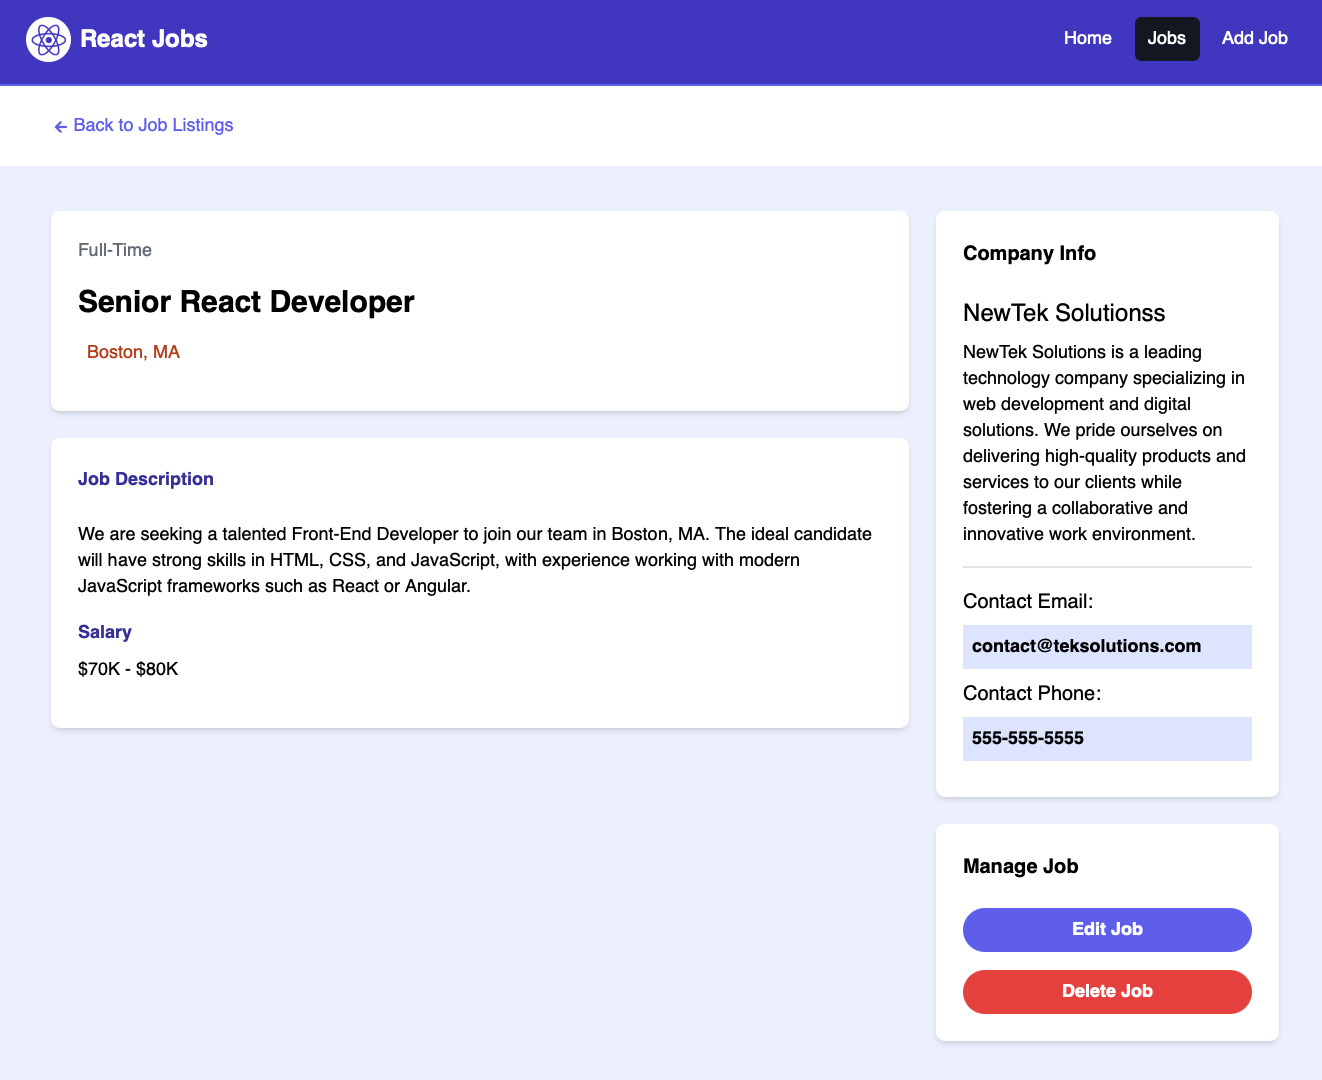 React Jobs
Home
Jobs
Add Job
Back to Job Listings
Full-Time
Senior React Developer
Boston, MA
Job Description
We are seeking a talented Front-End Developer to join our team in Boston, MA. The ideal candidate
will have strong skills in HTML, CSS, and JavaScript, with experience working with modern
JavaScript frameworks such as React or Angular.
Salary
$70K - $80K
Company Info
NewTek Solutionss
NewTek Solutions is a leading
technology company specializing in
web development and digital
solutions. We pride ourselves on
delivering high-quality products and
services to our clients while
fostering a collaborative and
innovative work environment.
Contact Email:
contact@teksolutions.com
Contact Phone:
555-555-5555
Manage Job
Edit Job
Delete Job